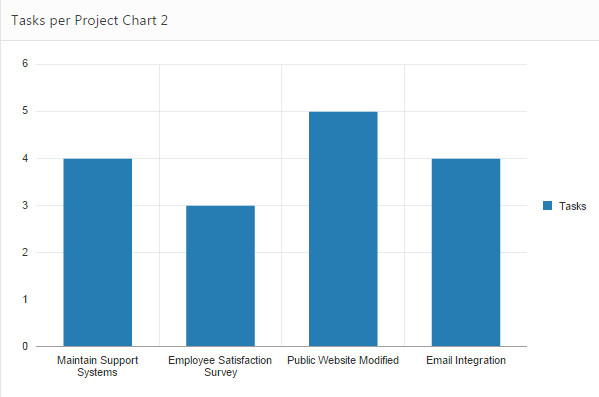 Tasks per Project Chart 2
6
5
4
3
2
1
0
Maintain Support
Systems
Employee Satisfaction
Survey
Public Website Modified
Email Integration
Tasks